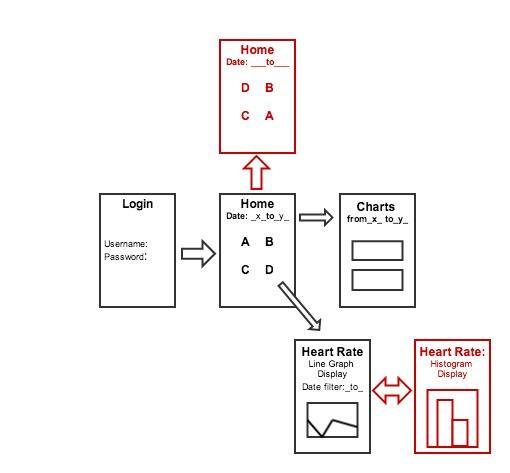 Home
Date: ___to___
D B
C A
Login
Username:
Password:
Home
Date: _x_to_y_
A B
C D
Charts
from_x_ to_y_
Heart Rate
Line Graph
Display
Date filter:_to_
Heart Rate:
Histogram
Display